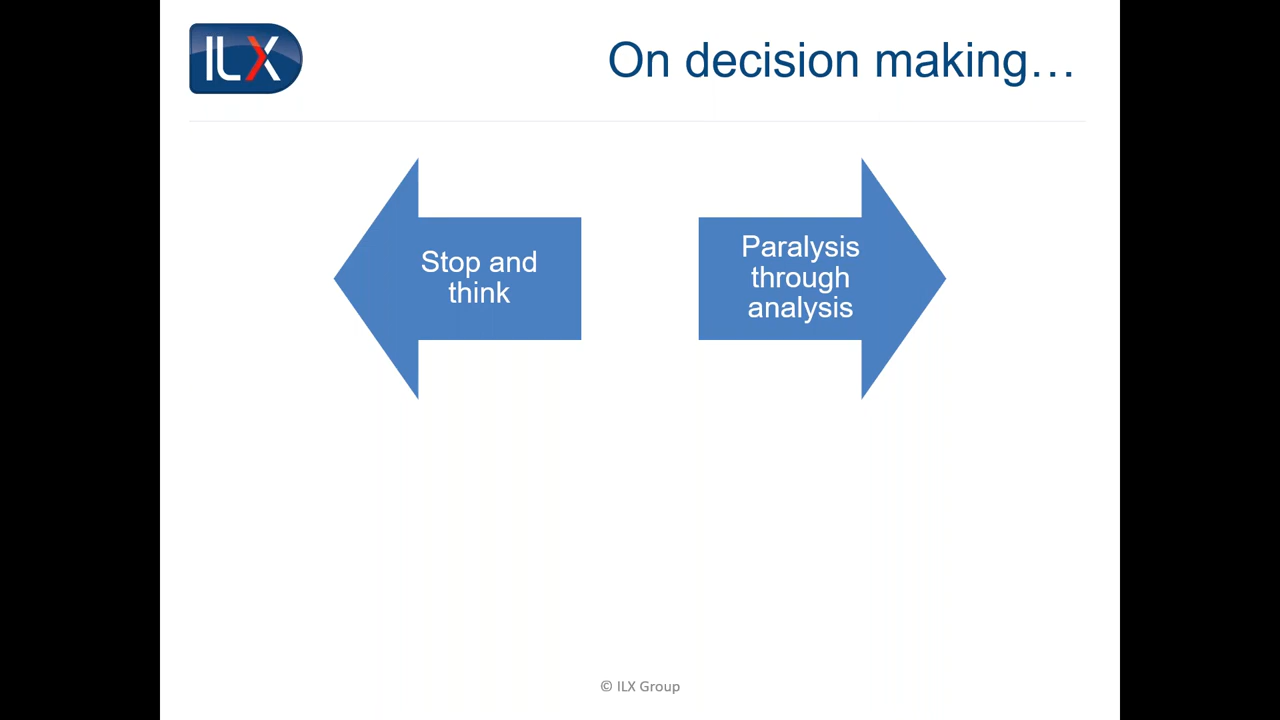 ILX
On decision making…
Stop and
think
Paralysis
through
analysis
© ILX Group